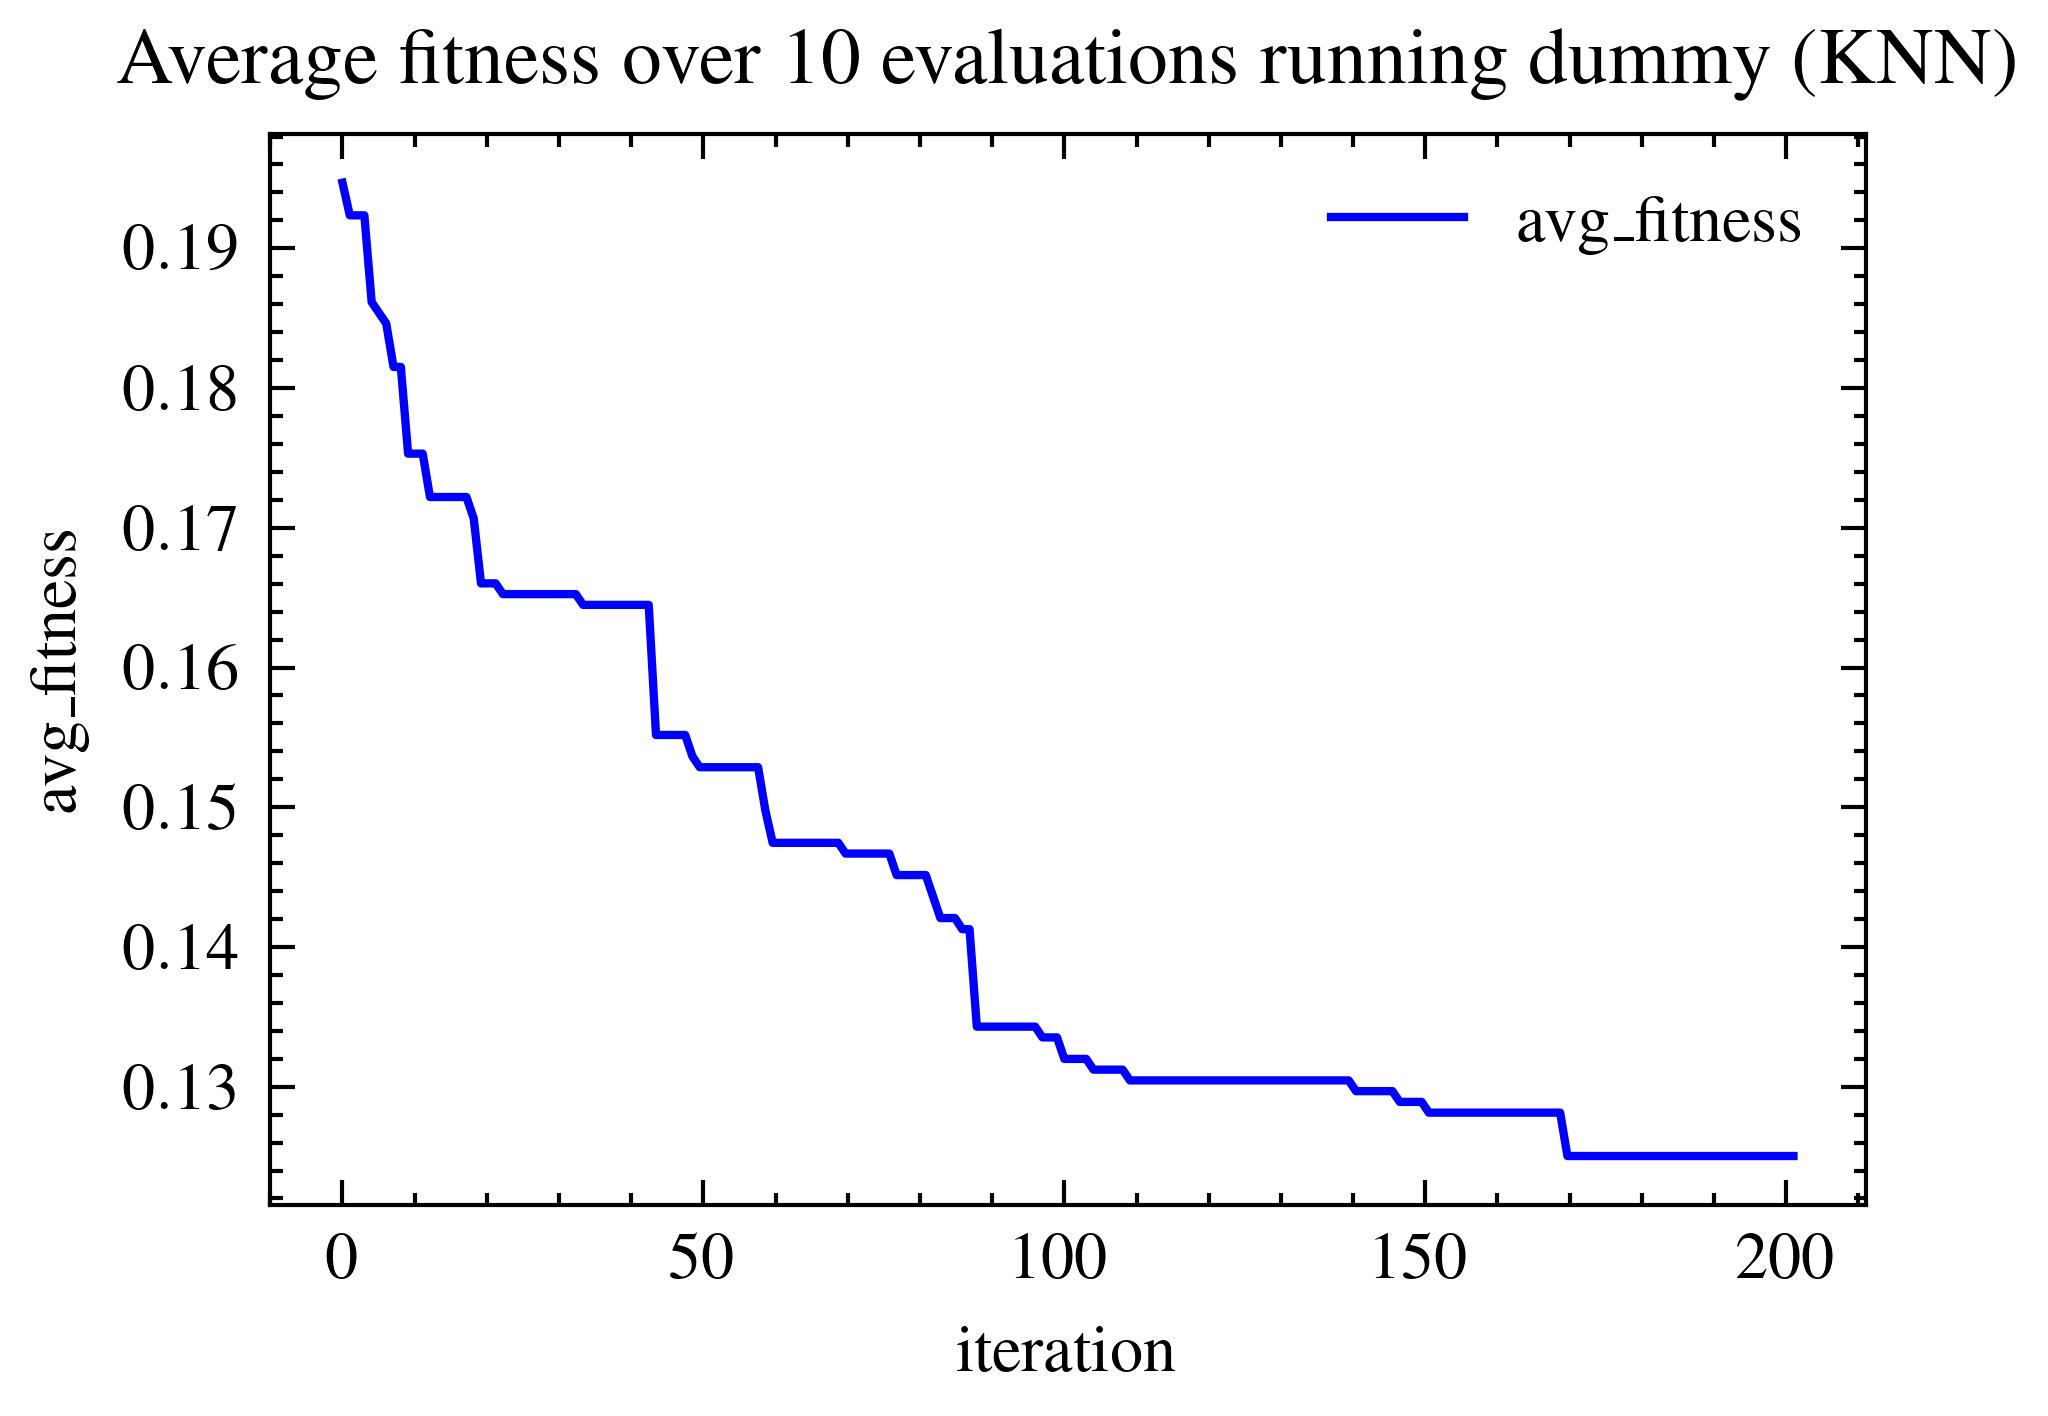 Average fitness over 10 evaluations running dummy (KNN)
avg_fitness
0.19
0.18
0.17
0.16
0.15
0.14
0.13
avg_fitness
0 50 100 150 200
iteration